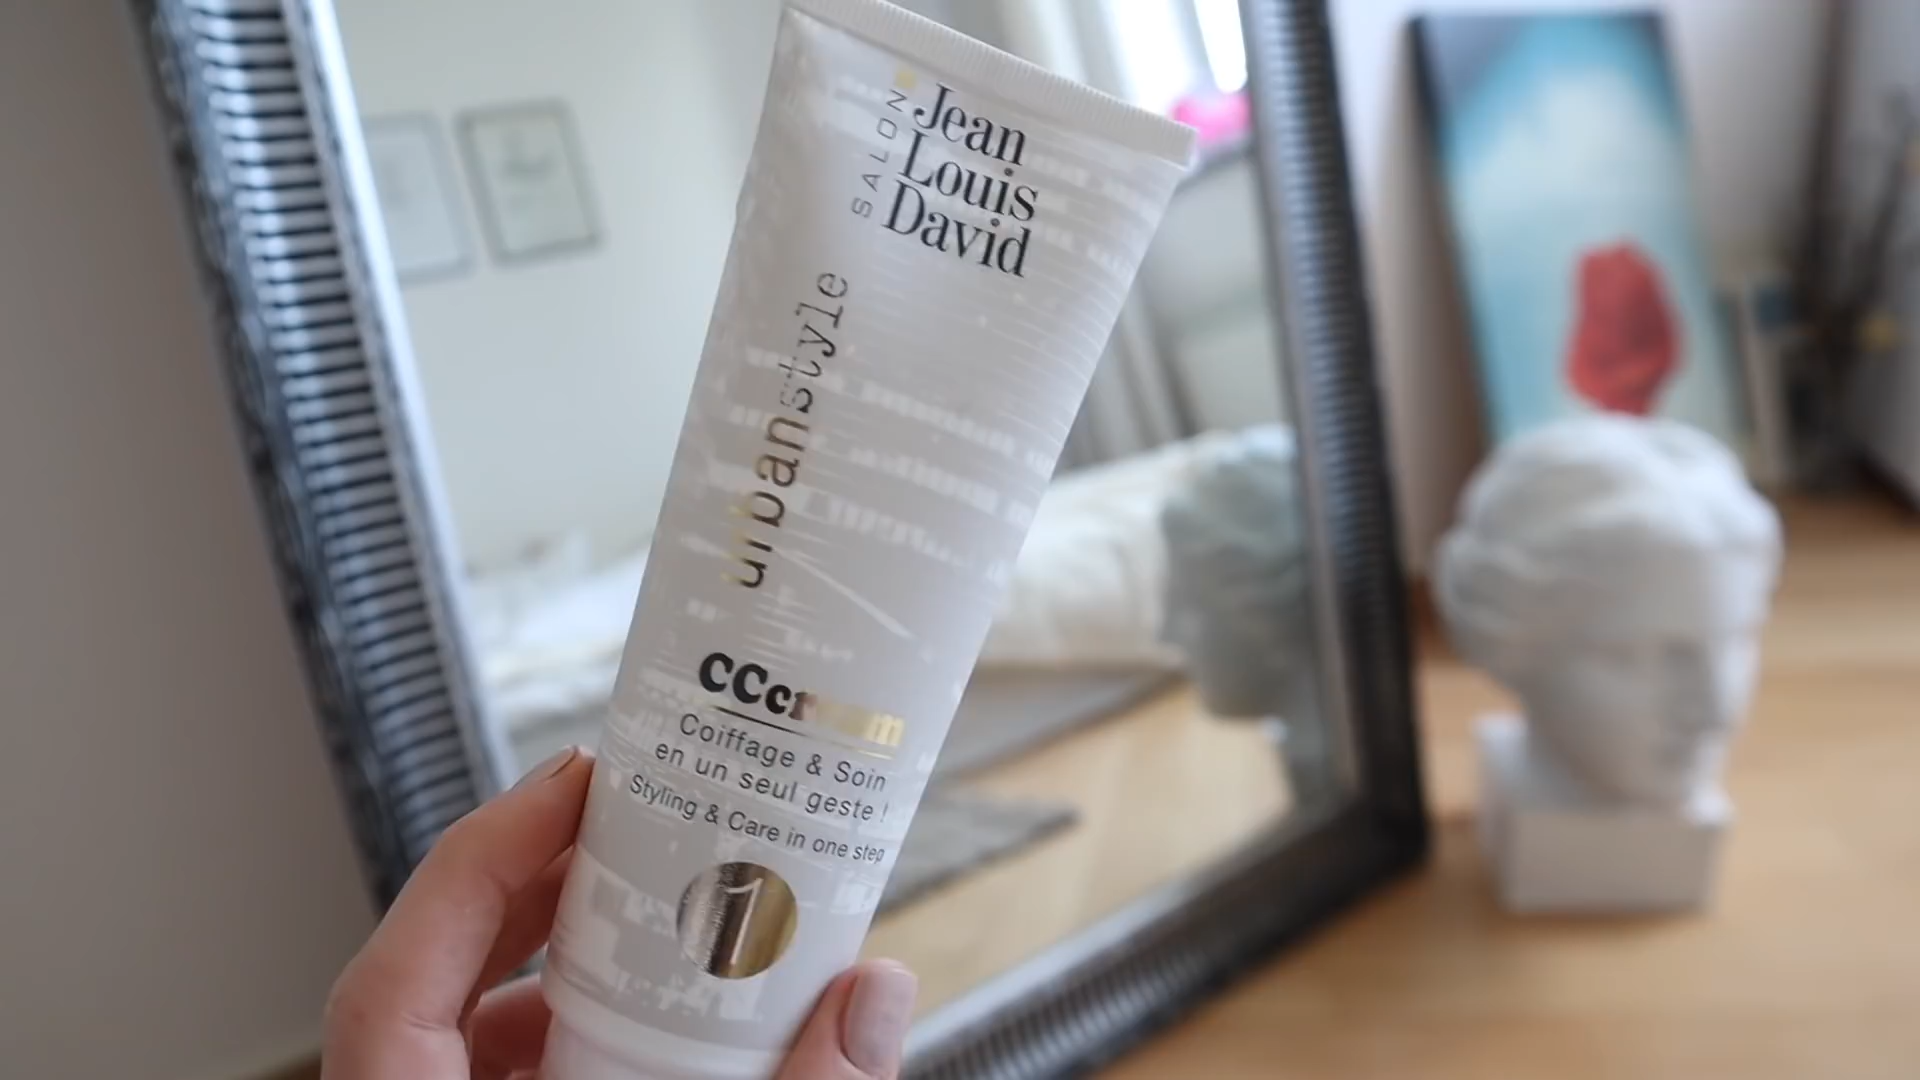 SALON
Jean
Louis
David
urbanstyle
CCcream
Coiffage & Soin
en un seul geste !
Styling & Care in one step
1